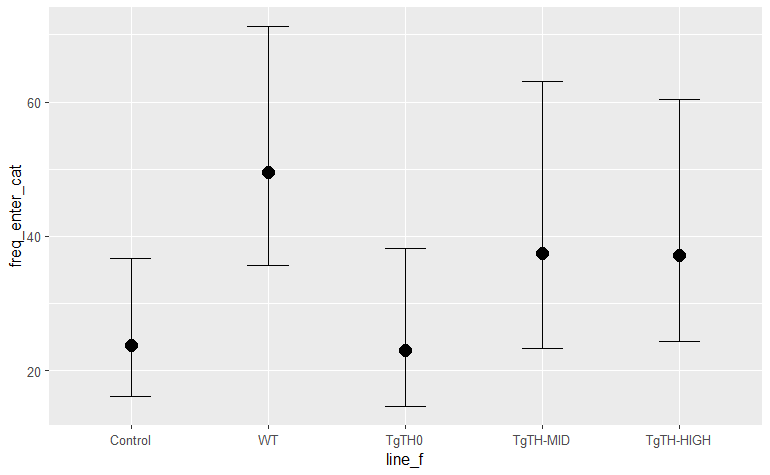 freq_enter_cat
60
40
20
Control
WT
TgTH0
TgTH-MID
TgTH-HIGH
line_f